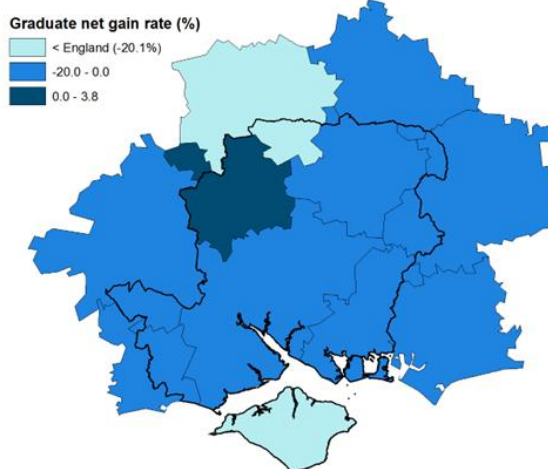 Graduate net gain rate (%)
< England (-20.1%)
-20.0 - 0.0
0.0 - 3.8